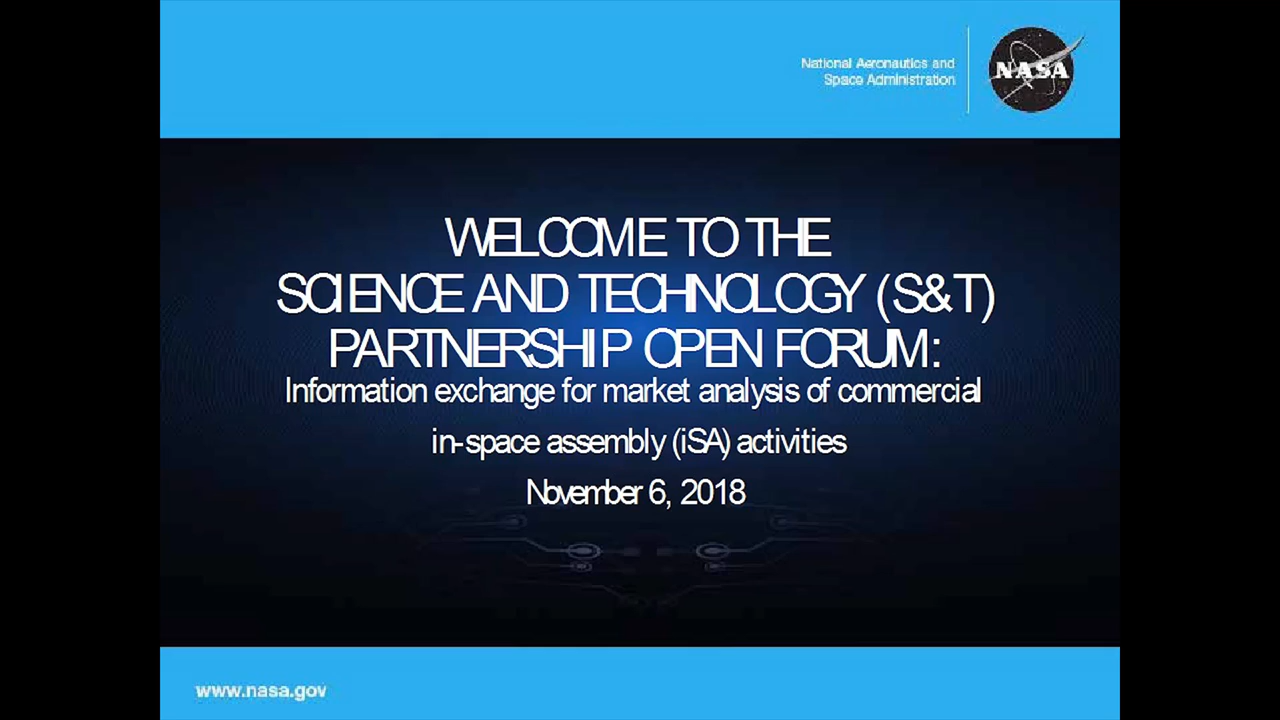 National Aeronautics and
Space Administration
NASA
WELCOME TO THE
SCIENCE AND TECHNOLOGY (S&T)
PARTNERSHIP OPEN FORUM:
Information exchange for market analysis of commercial
in-space assembly (iSA) activities
November 6, 2018
www.nasa.gov